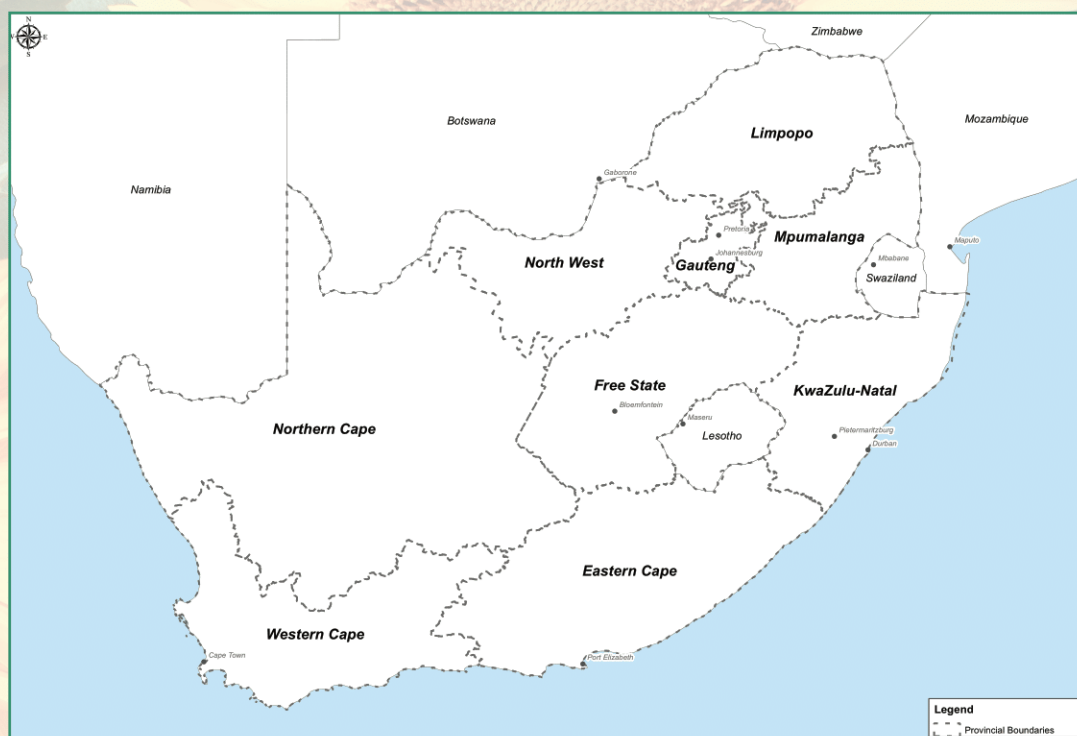 N
W E
S
Zimbabwe
Botswana
Mozambique
Limpopo
Namibia
Gaborone
Pretoria
Mpumalanga
Maputo
Johannesburg
North West
Gauteng
Mbabane
Swaziland
Free State
KwaZulu-Natal
Bloemfontein
Maseru
Northern Cape
Lesotho
Pietermaritzburg
Durban
Eastern Cape
Western Cape
Cape Town
Port Elizabeth
Legend
Provincial Boundaries